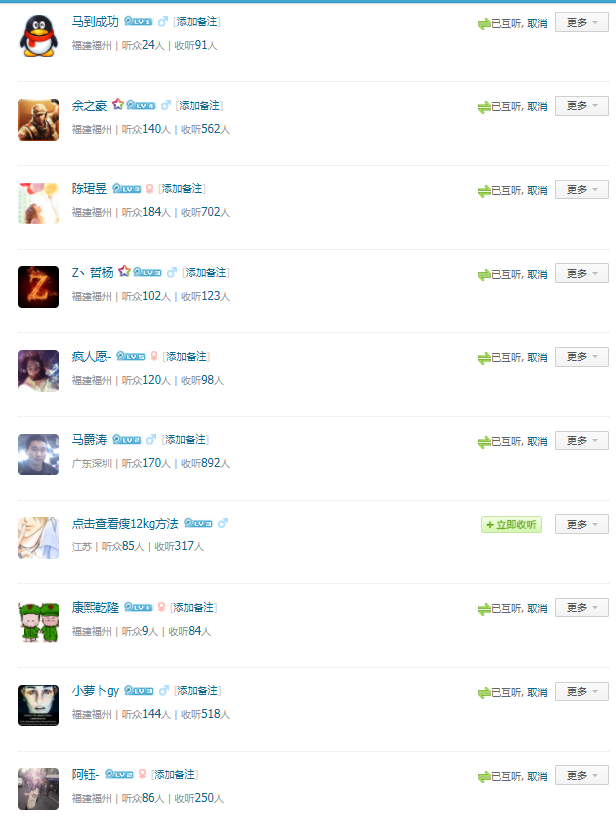 马到成功 LV3 [添加备注] 已互听, 取消 更多
福建福州 | 听众24人 | 收听91人
余之豪 LV4 [添加备注] 已互听, 取消 更多
福建福州 | 听众140人 | 收听562人
陈珺昱 LV3 [添加备注] 已互听, 取消 更多
福建福州 | 听众184人 | 收听702人
Z丶哲杨 LV3 [添加备注] 已互听, 取消 更多
福建福州 | 听众102人 | 收听123人
疯人愿- LV5 [添加备注] 已互听, 取消 更多
福建福州 | 听众120人 | 收听98人
马爵涛 [添加备注] 已互听, 取消 更多
广东深圳 | 听众170人 | 收听892人
点击查看瘦12kg方法 + 立即收听 更多
江苏 | 听众85人 | 收听317人
康熙乾隆 [添加备注] 已互听, 取消 更多
福建福州 | 听众9人 | 收听84人
小萝卜gy LV3 [添加备注] 已互听, 取消 更多
福建福州 | 听众144人 | 收听518人
阿钰- [添加备注] 已互听, 取消 更多
福建福州 | 听众86人 | 收听250人